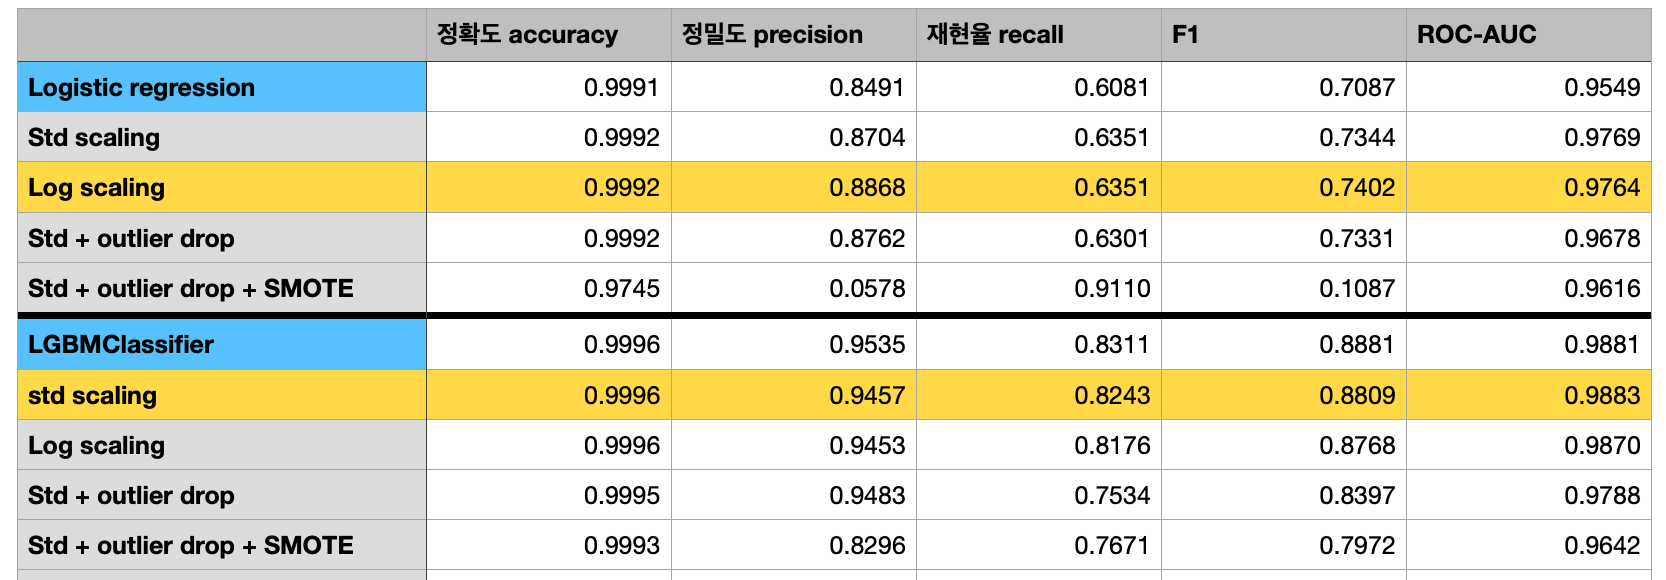 정확도 accuracy 정밀도 precision 재현율 recall F1 ROC-AUC
Logistic regression 0.9991 0.8491 0.6081 0.7087 0.9549
Std scaling 0.9992 0.8704 0.6351 0.7344 0.9769
Log scaling 0.9992 0.8868 0.6351 0.7402 0.9764
Std + outlier drop 0.9992 0.8762 0.6301 0.7331 0.9678
Std + outlier drop + SMOTE 0.9745 0.0578 0.9110 0.1087 0.9616
LGBMClassifier 0.9996 0.9535 0.8311 0.8881 0.9881
std scaling 0.9996 0.9457 0.8243 0.8809 0.9883
Log scaling 0.9996 0.9453 0.8176 0.8768 0.9870
Std + outlier drop 0.9995 0.9483 0.7534 0.8397 0.9788
Std + outlier drop + SMOTE 0.9993 0.8296 0.7671 0.7972 0.9642